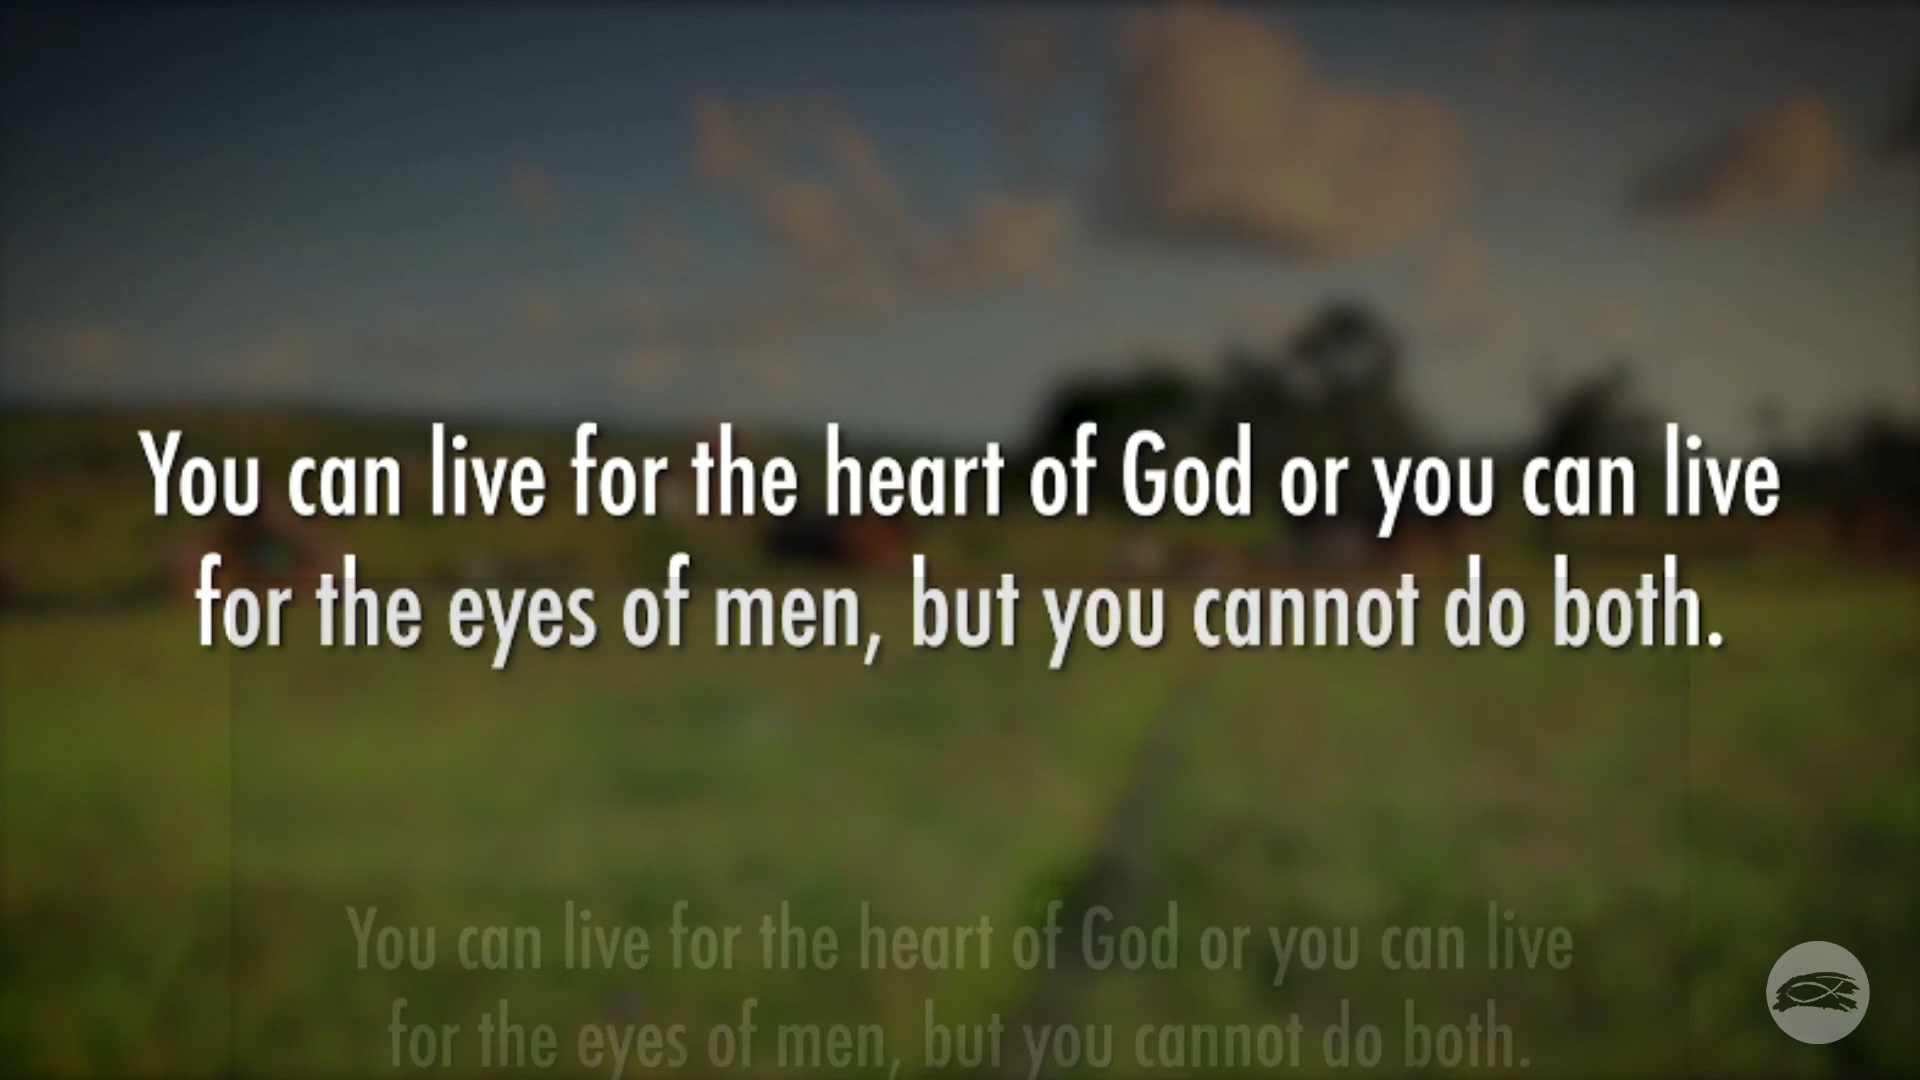 You can live for the heart of God or you can live
for the eyes of men, but you cannot do both.
You can live for the heart of God or you can live
for the eyes of men, but you cannot do both.